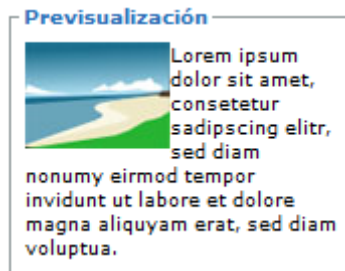 Previsualización
Lorem ipsum
dolor sit amet,
consetetur
sadipscing elitr,
sed diam
nonumy eirmod tempor
invidunt ut labore et dolore
magna aliquyam erat, sed diam
voluptua.